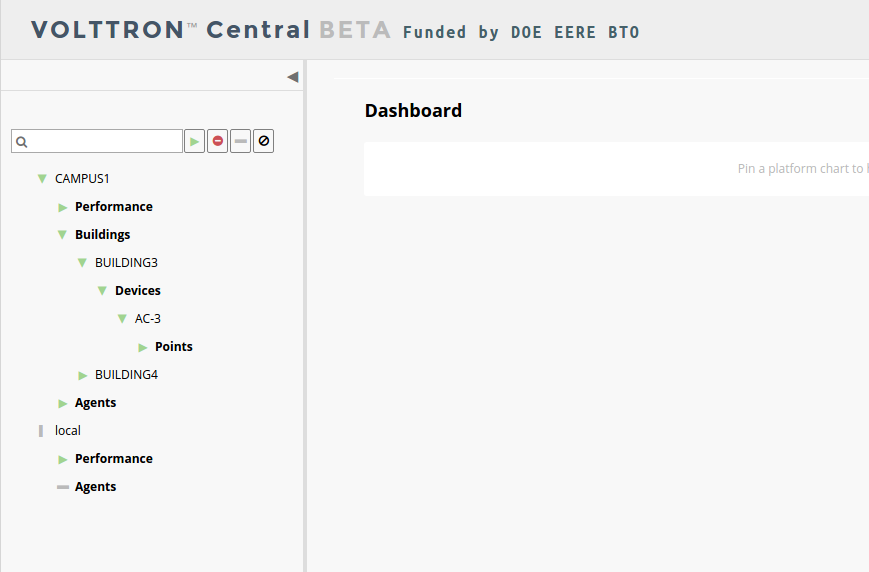 VOLTTRON™ Central BETA Funded by DOE EERE BTO
Dashboard
Pin a platform chart to
CAMPUS1
Performance
Buildings
BUILDING3
Devices
AC-3
Points
BUILDING4
Agents
local
Performance
Agents